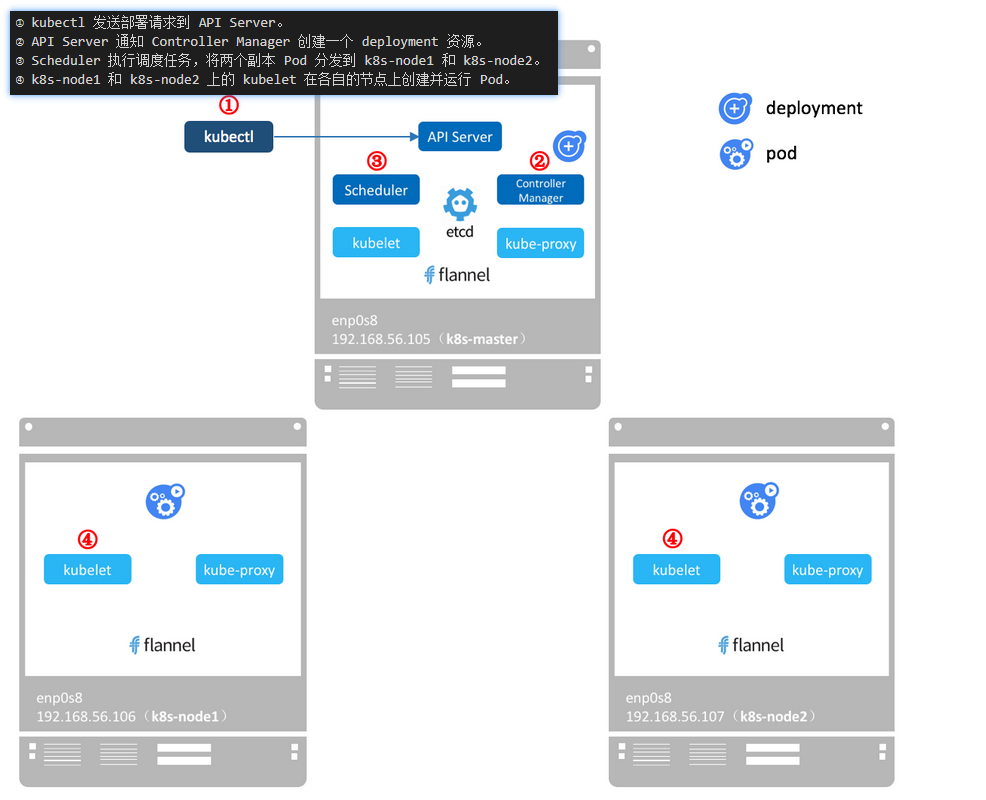 ① kubectl 发送部署请求到 API Server。
② API Server 通知 Controller Manager 创建一个 deployment 资源。
③ Scheduler 执行调度任务，将两个副本 Pod 分发到 k8s-node1 和 k8s-node2。
④ k8s-node1 和 k8s-node2 上的 kubelet 在各自的节点上创建并运行 Pod。
①
kubectl
API Server
deployment
pod
③
②
Scheduler
Controller
Manager
etcd
kubelet
kube-proxy
flannel
enp0s8
192.168.56.105（k8s-master）
④
kubelet
kube-proxy
flannel
enp0s8
192.168.56.106（k8s-node1）
④
kubelet
kube-proxy
flannel
enp0s8
192.168.56.107（k8s-node2）